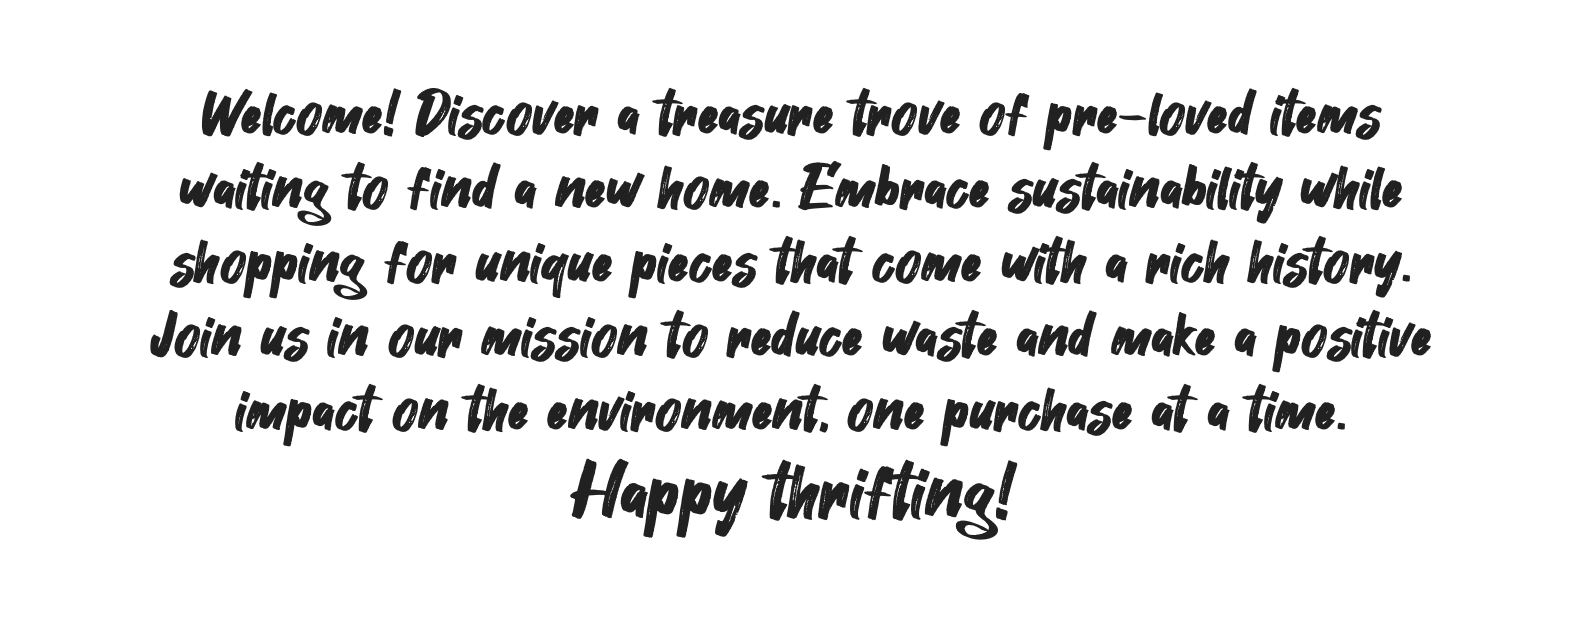 Welcome! Discover a treasure trove of pre-loved items
waiting to find a new home. Embrace sustainability while
shopping for unique pieces that come with a rich history.
Join us in our mission to reduce waste and make a positive
impact on the environment, one purchase at a time.
Happy thrifting!